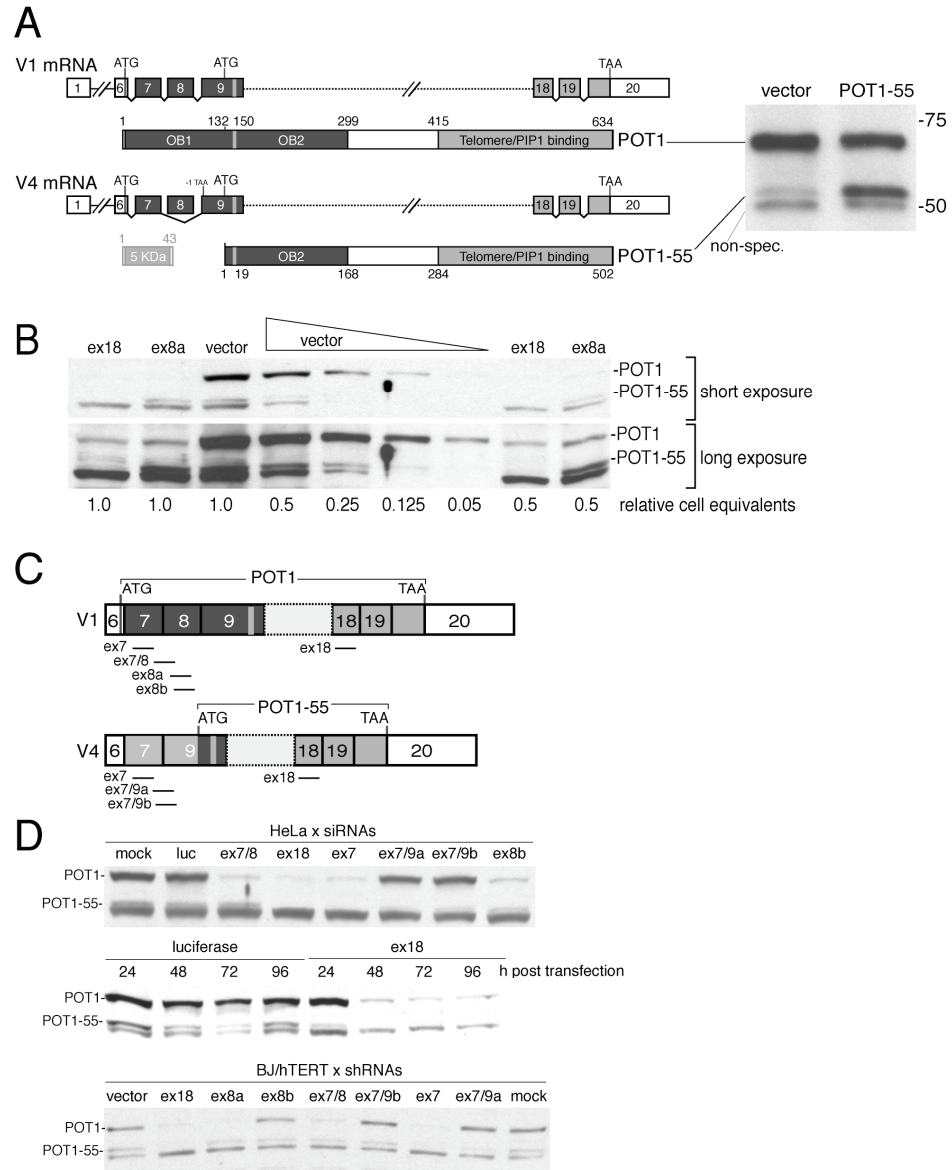 A
V1 mRNA
ATG ATG TAA
1 6 7 8 9 18 19 20
1 132 150 299 415 634
OB1 OB2 Telomere/PIP1 binding POT1
V4 mRNA
ATG -1 TAA ATG TAA
1 6 7 8 9 18 19 20
1 43
5 KDa OB2 Telomere/PIP1 binding POT1-55
1 19 168 284 502
vector POT1-55
-75
-50
non-spec.
B
ex18 ex8a vector vector ex18 ex8a
-POT1
-POT1-55 short exposure
-POT1
-POT1-55 long exposure
1.0 1.0 1.0 0.5 0.25 0.125 0.05 0.5 0.5 relative cell equivalents
C
POT1
ATG TAA
V1 6 7 8 9 18 19 20
ex7 ex18
ex7/8
ex8a
ex8b
POT1-55
ATG TAA
V4 6 7 9 18 19 20
ex7 ex18
ex7/9a
ex7/9b
D
HeLa x siRNAs
mock luc ex7/8 ex18 ex7 ex7/9a ex7/9b ex8b
POT1-
POT1-55-
luciferase ex18
24 48 72 96 24 48 72 96 h post transfection
POT1-
POT1-55-
BJ/hTERT x shRNAs
vector ex18 ex8a ex8b ex7/8 ex7/9b ex7 ex7/9a mock
POT1-
POT1-55-